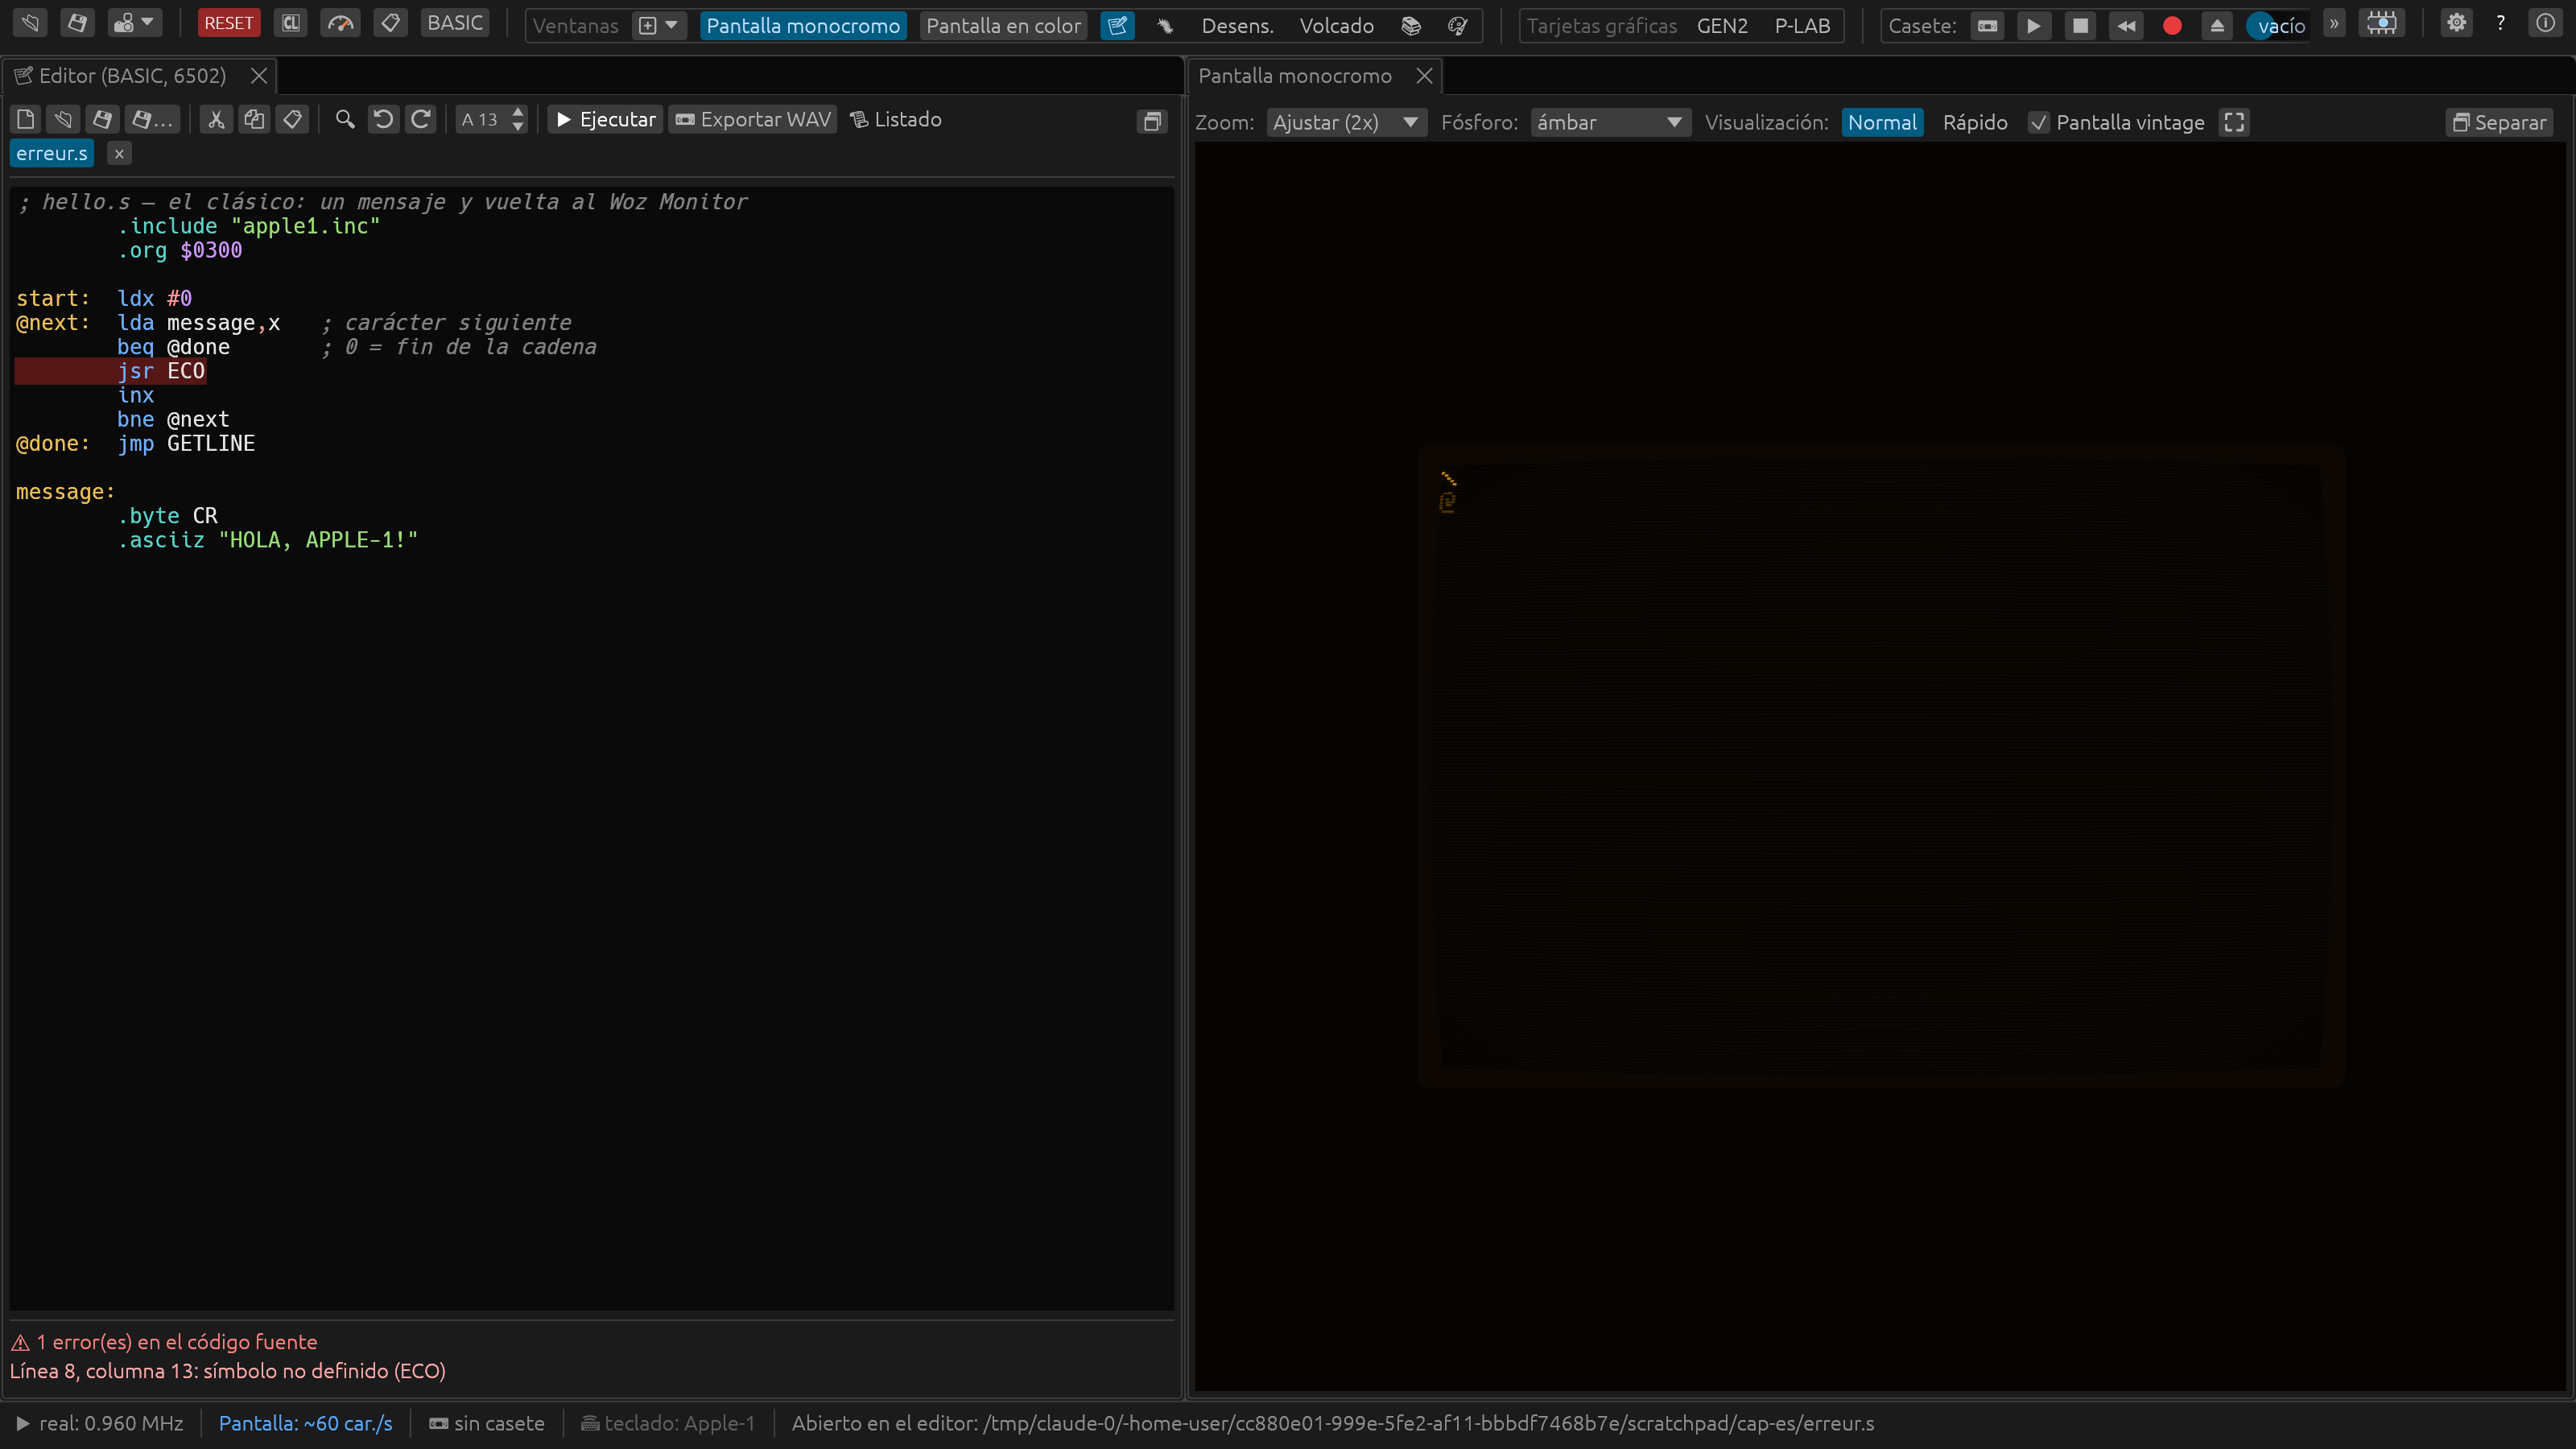 RESET BASIC Ventanas Pantalla monocromo Pantalla en color Desens. Volcado Tarjetas gráficas GEN2 P-LAB Casete: vacío » ?
Editor (BASIC, 6502)
A 13 Ejecutar Exportar WAV Listado
erreur.s x
; hello.s — el clásico: un mensaje y vuelta al Woz Monitor
.include "apple1.inc"
.org $0300
start: ldx #0
@next: lda message,x ; carácter siguiente
beq @done ; 0 = fin de la cadena
jsr ECO
inx
bne @next
@done: jmp GETLINE
message:
.byte CR
.asciiz "HOLA, APPLE-1!"
⚠ 1 error(es) en el código fuente
Línea 8, columna 13: símbolo no definido (ECO)
Pantalla monocromo
Zoom: Ajustar (2x) Fósforo: ámbar Visualización: Normal Rápido Pantalla vintage Separar
\
@
real: 0.960 MHz Pantalla: ~60 car./s sin casete teclado: Apple-1 Abierto en el editor: /tmp/claude-0/-home-user/cc880e01-999e-5fe2-af11-bbbdf7468b7e/scratchpad/cap-es/erreur.s